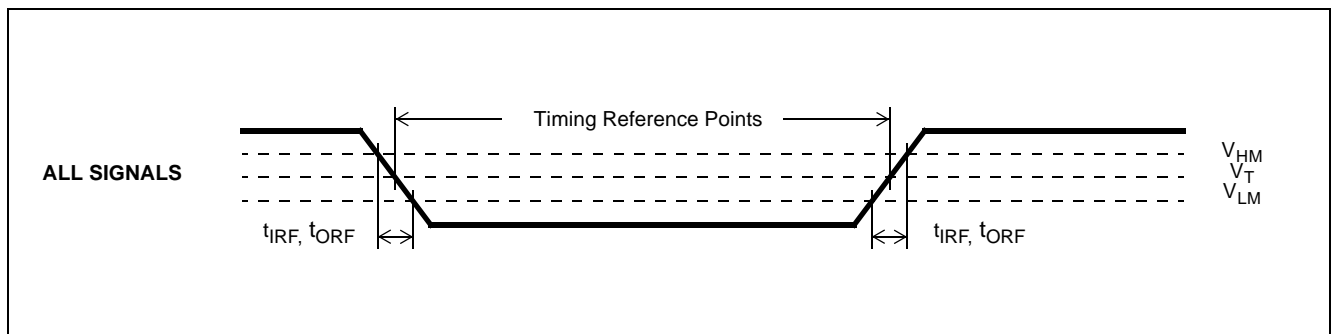 Timing Reference Points
ALL SIGNALS
V_HM
V_T
V_LM
t_IRF, t_ORF
t_IRF, t_ORF